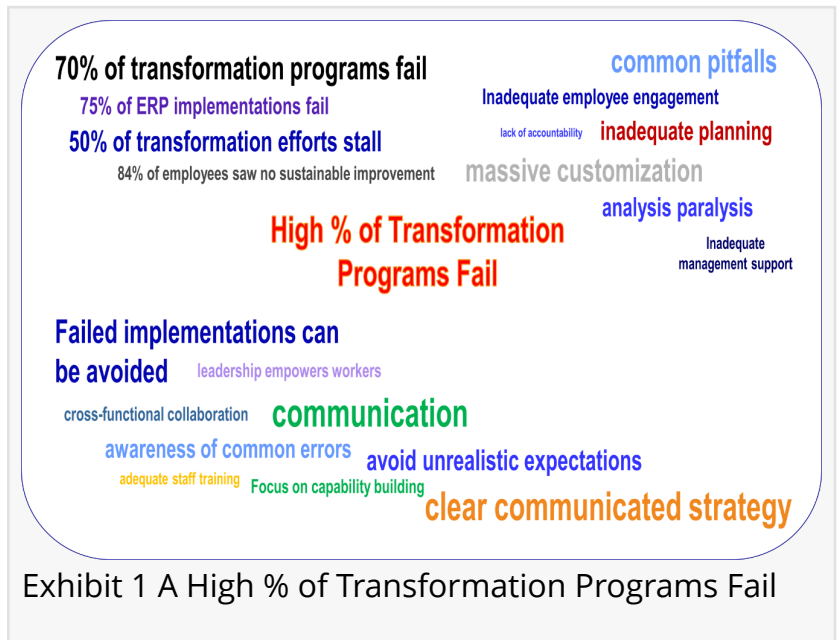 70% of transformation programs fail
75% of ERP implementations fail
50% of transformation efforts stall
84% of employees saw no sustainable improvement
common pitfalls
Inadequate employee engagement
lack of accountability
inadequate planning
massive customization
analysis paralysis
Inadequate
management support
High % of Transformation
Programs Fail
Failed implementations can
be avoided
leadership empowers workers
cross-functional collaboration
communication
awareness of common errors
avoid unrealistic expectations
adequate staff training
Focus on capability building
clear communicated strategy
Exhibit 1 A High % of Transformation Programs Fail